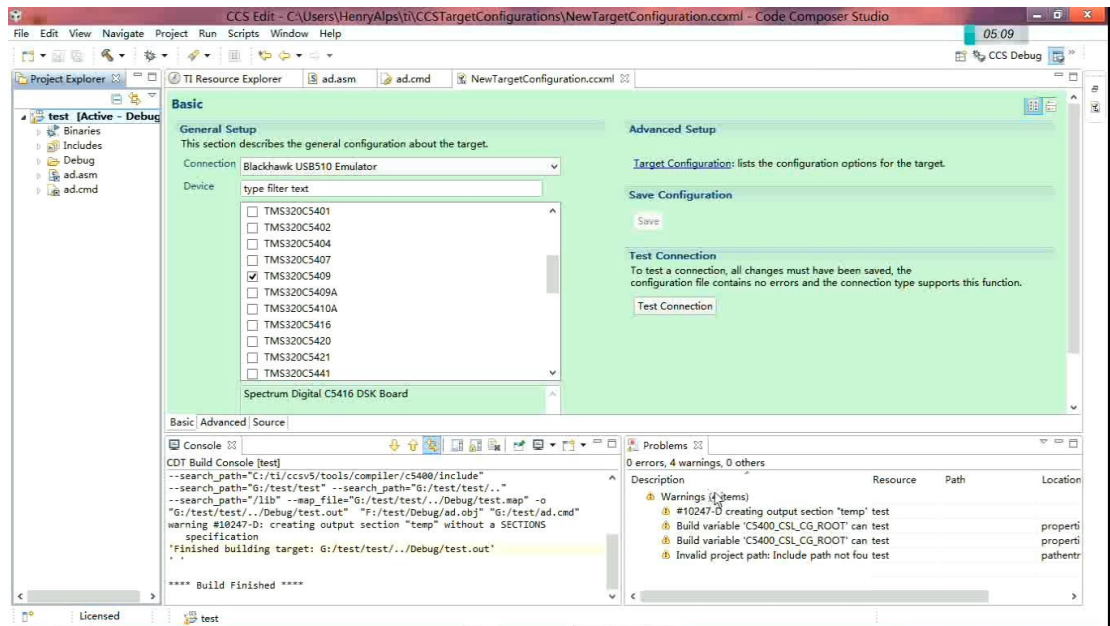 CCS Edit - C:\Users\HenryAlps\ti\CCSTargetConfigurations\NewTargetConfiguration.ccxml - Code Composer Studio
File Edit View Navigate Project Run Scripts Window Help
05:09
CCS Debug
Project Explorer
TI Resource Explorer
ad.asm
ad.cmd
NewTargetConfiguration.ccxml
test [Active - Debug
Binaries
Includes
Debug
ad.asm
ad.cmd
Basic
General Setup
This section describes the general configuration about the target.
Connection Blackhawk USB510 Emulator
Device type filter text
TMS320C5401
TMS320C5402
TMS320C5404
TMS320C5407
TMS320C5409
TMS320C5409A
TMS320C5410A
TMS320C5416
TMS320C5420
TMS320C5421
TMS320C5441
Spectrum Digital C5416 DSK Board
Advanced Setup
Target Configuration: lists the configuration options for the target.
Save Configuration
Save
Test Connection
To test a connection, all changes must have been saved, the
configuration file contains no errors and the connection type supports this function.
Test Connection
Basic Advanced Source
Console
CDT Build Console [test]
--search_path="C:/ti/ccsv5/tools/compiler/c5400/include"
--search_path="G:/test/test" --search_path="G:/test/test/.."
--search_path="/lib" --map_file="G:/test/test/../Debug/test.map" -o
"G:/test/test/../Debug/test.out" "F:/test/Debug/ad.obj" "G:/test/ad.cmd"
warning #10247-D: creating output section "temp" without a SECTIONS
specification
'Finished building target: G:/test/test/../Debug/test.out'
' '
**** Build Finished ****
Problems
0 errors, 4 warnings, 0 others
Description Resource Path Location
Warnings (4 items)
#10247-D creating output section "temp" test
Build variable 'C5400_CSL_CG_ROOT' can test properti
Build variable 'C5400_CSL_CG_ROOT' can test properti
Invalid project path: Include path not fou test pathentr
Licensed
test